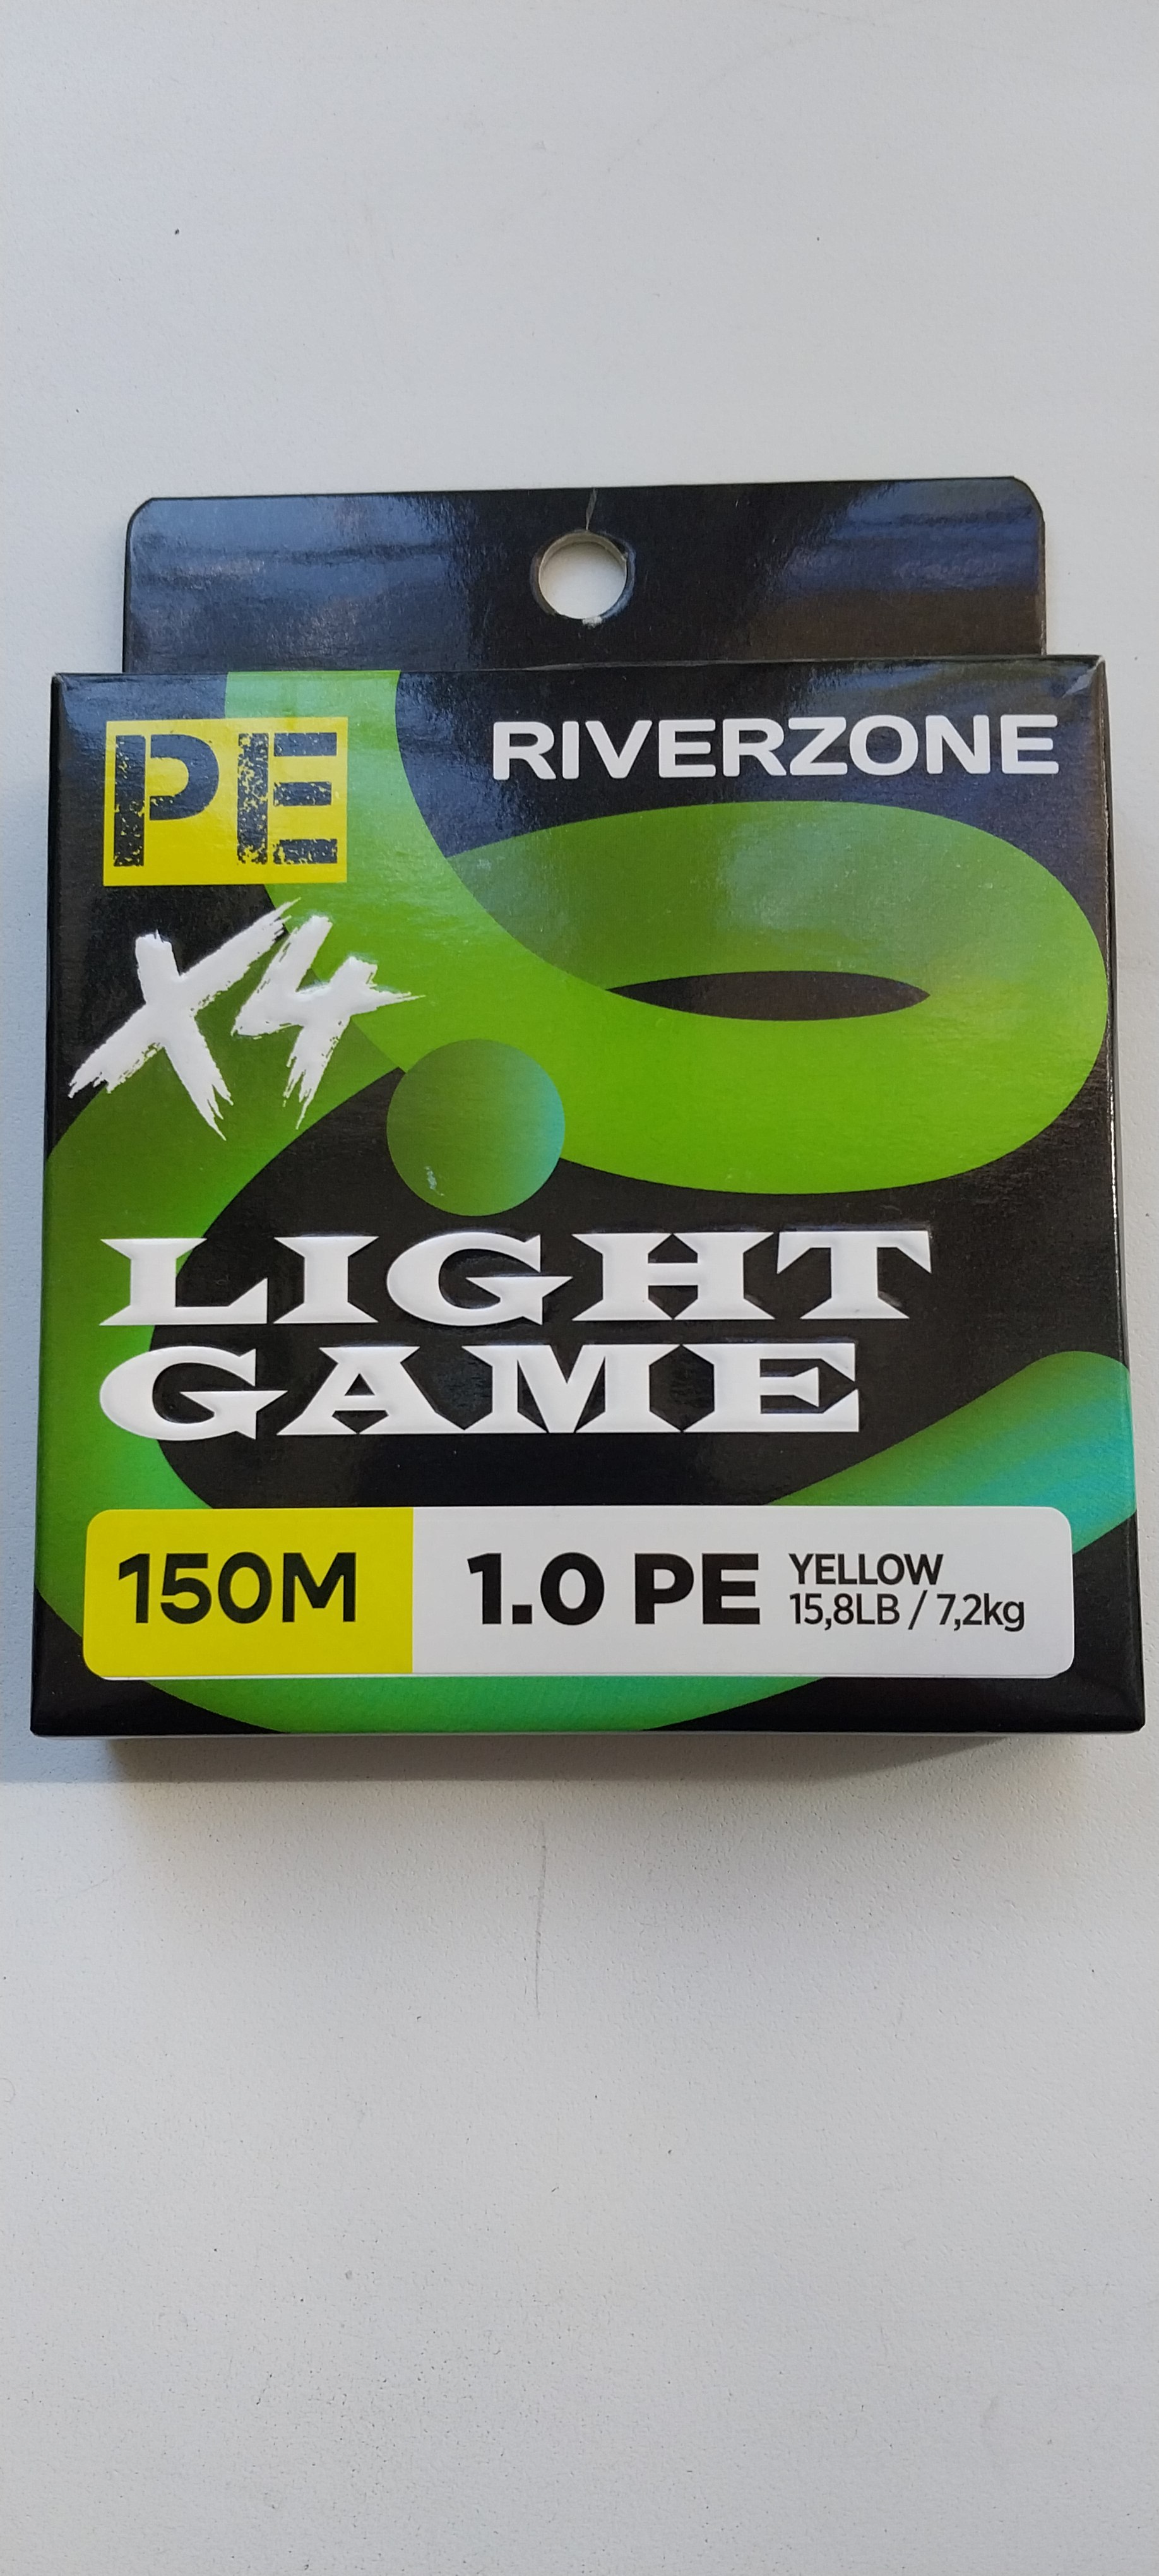 PE
RIVERZONE
X4
LIGHT
GAME
150M
1.0 PE
YELLOW
15,8LB / 7,2kg